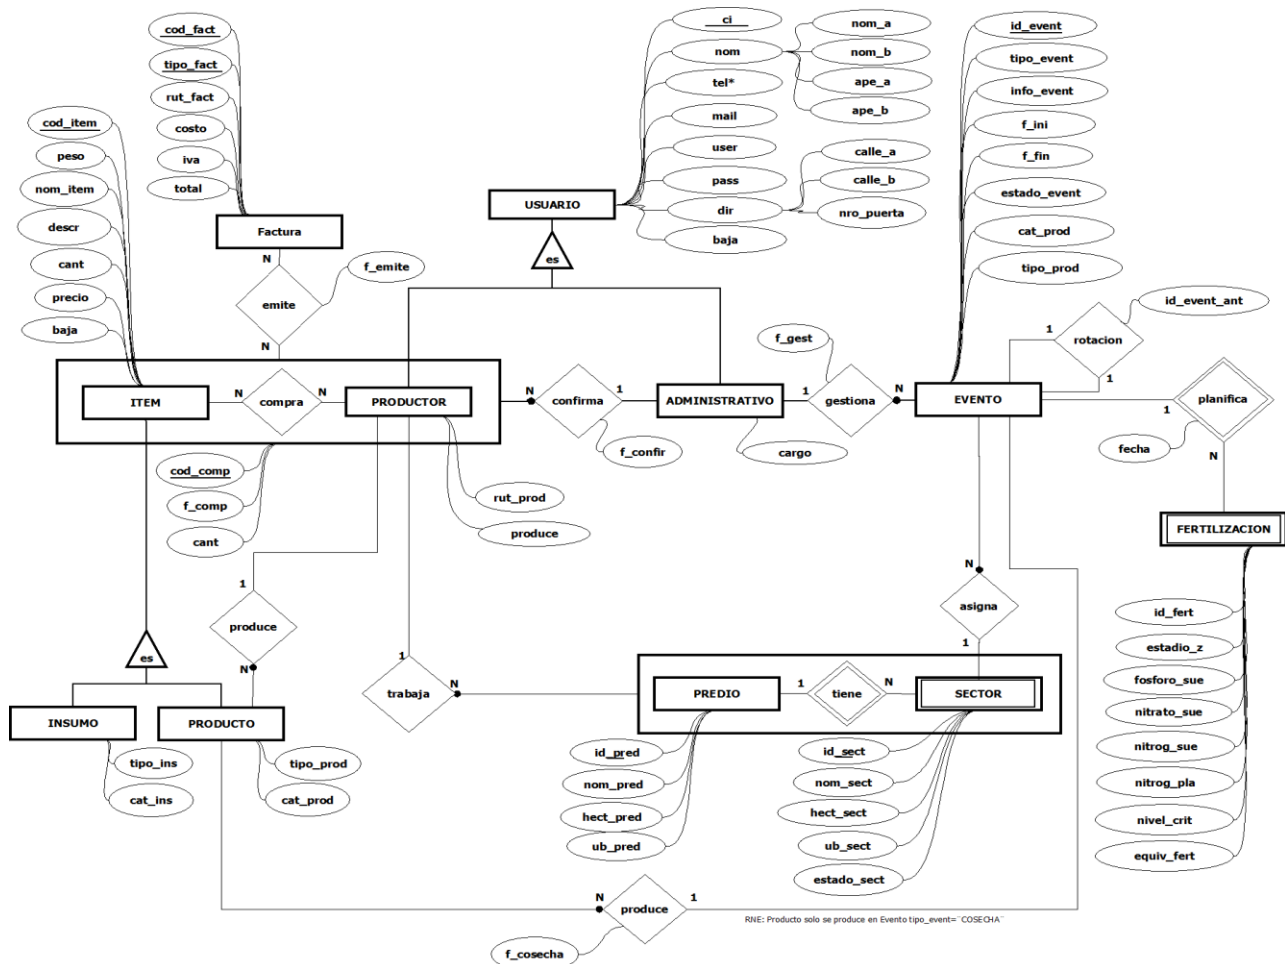 cod_fact
tipo_fact
rut_fact
costo
iva
total
Factura
N
emite
f_emite
N
cod_item
peso
nom_item
descr
cant
precio
baja
ITEM
N
compra
N
PRODUCTOR
cod_comp
f_comp
cant
rut_prod
produce
ci
nom
tel*
mail
user
pass
dir
baja
nom_a
nom_b
ape_a
ape_b
calle_a
calle_b
nro_puerta
USUARIO
es
N
confirma
1
f_confir
ADMINISTRATIVO
cargo
1
gestiona
N
f_gest
id_event
tipo_event
info_event
f_ini
f_fin
estado_event
cat_prod
tipo_prod
EVENTO
1
rotacion
1
id_event_ant
1
planifica
N
fecha
FERTILIZACION
id_fert
estadio_z
fosforo_sue
nitrato_sue
nitrog_sue
nitrog_pla
nivel_crit
equiv_fert
N
asigna
1
1
produce
N
es
INSUMO
PRODUCTO
tipo_ins
cat_ins
tipo_prod
cat_prod
1
trabaja
N
PREDIO
1
tiene
N
SECTOR
id_pred
nom_pred
hect_pred
ub_pred
id_sect
nom_sect
hect_sect
ub_sect
estado_sect
N
produce
1
f_cosecha
RNE: Producto solo se produce en Evento tipo_event=¨COSECHA¨